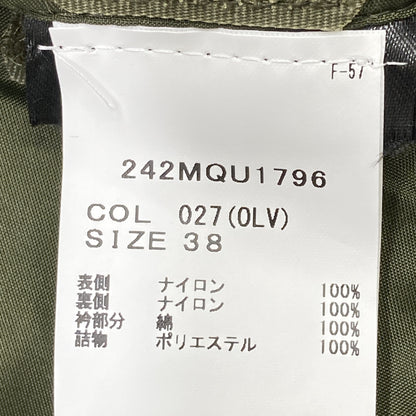 F-57
242MQU1796
COL 027(OLV)
SIZE 38
表側 ナイロン 100%
裏側 ナイロン 100%
衿部分 綿 100%
詰物 ポリエステル 100%